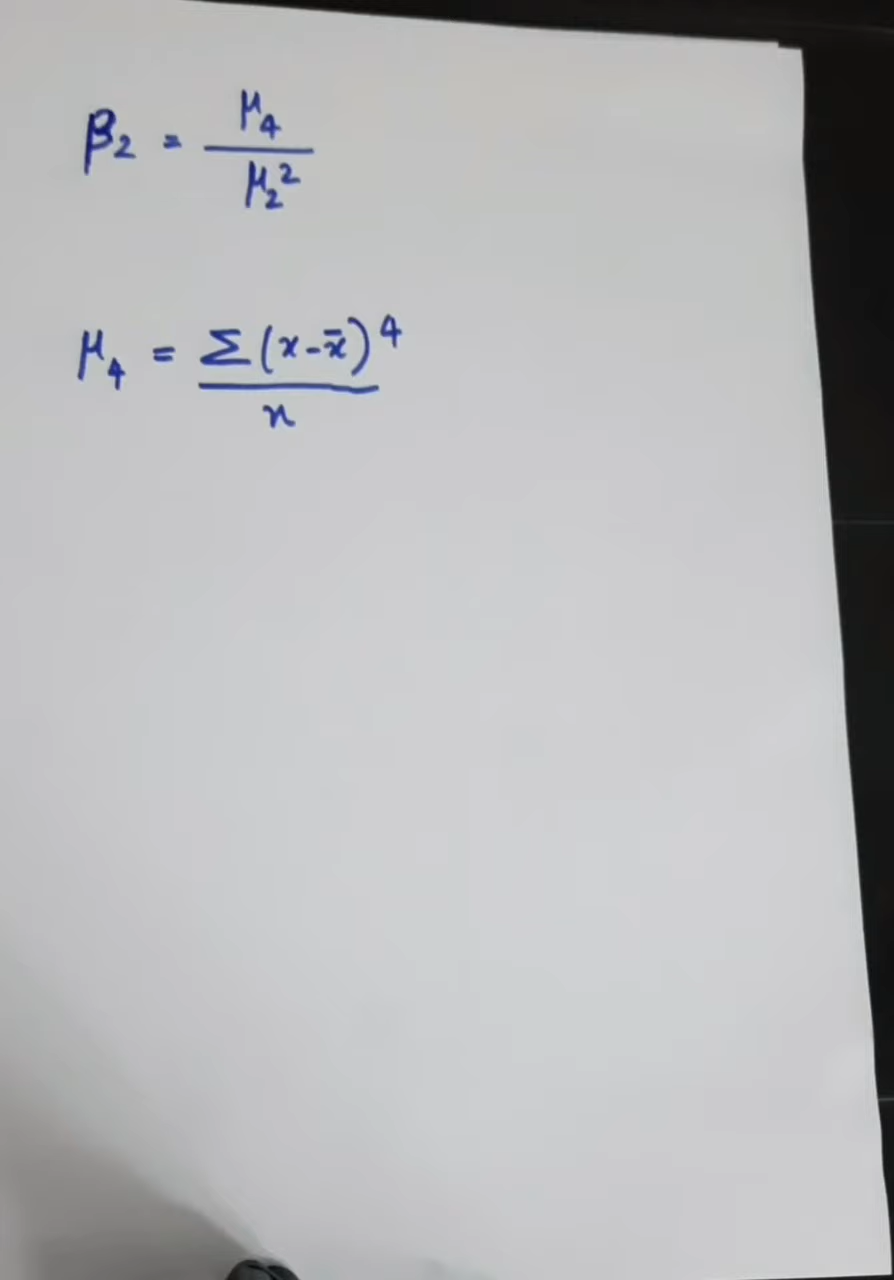 β₂ = μ₄ / μ₂²
μ₄ = Σ(x-x̄)⁴ / n